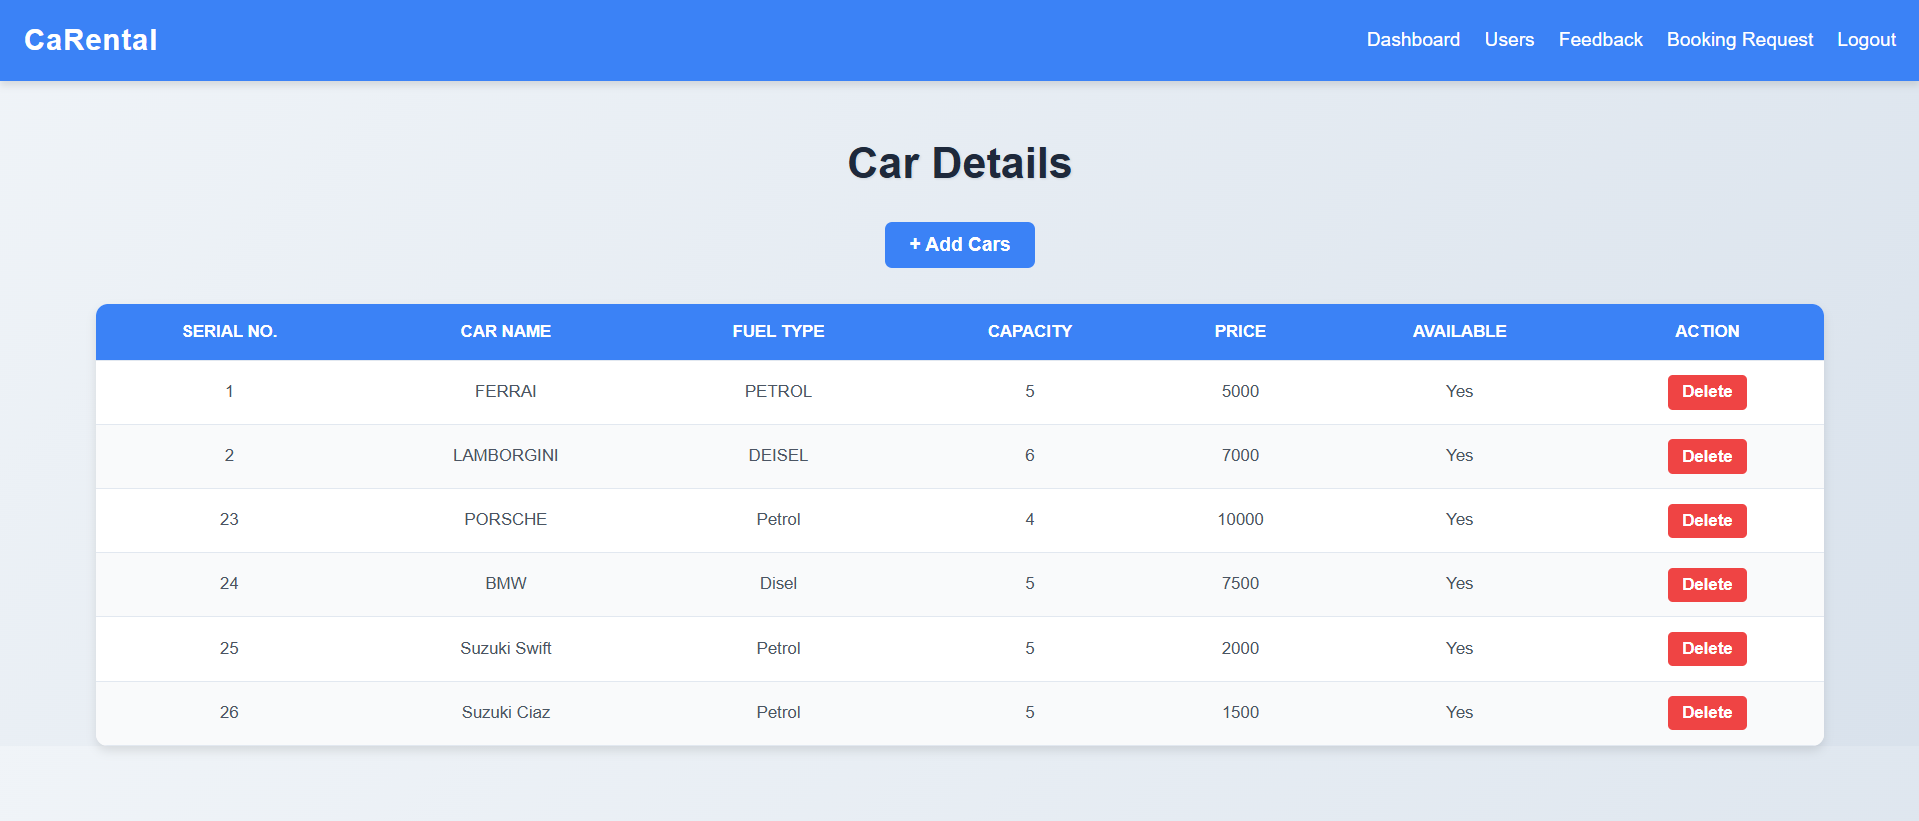 CaRental
Dashboard Users Feedback Booking Request Logout
Car Details
+ Add Cars
SERIAL NO. CAR NAME FUEL TYPE CAPACITY PRICE AVAILABLE ACTION
1 FERRAI PETROL 5 5000 Yes Delete
2 LAMBORGINI DEISEL 6 7000 Yes Delete
23 PORSCHE Petrol 4 10000 Yes Delete
24 BMW Disel 5 7500 Yes Delete
25 Suzuki Swift Petrol 5 2000 Yes Delete
26 Suzuki Ciaz Petrol 5 1500 Yes Delete